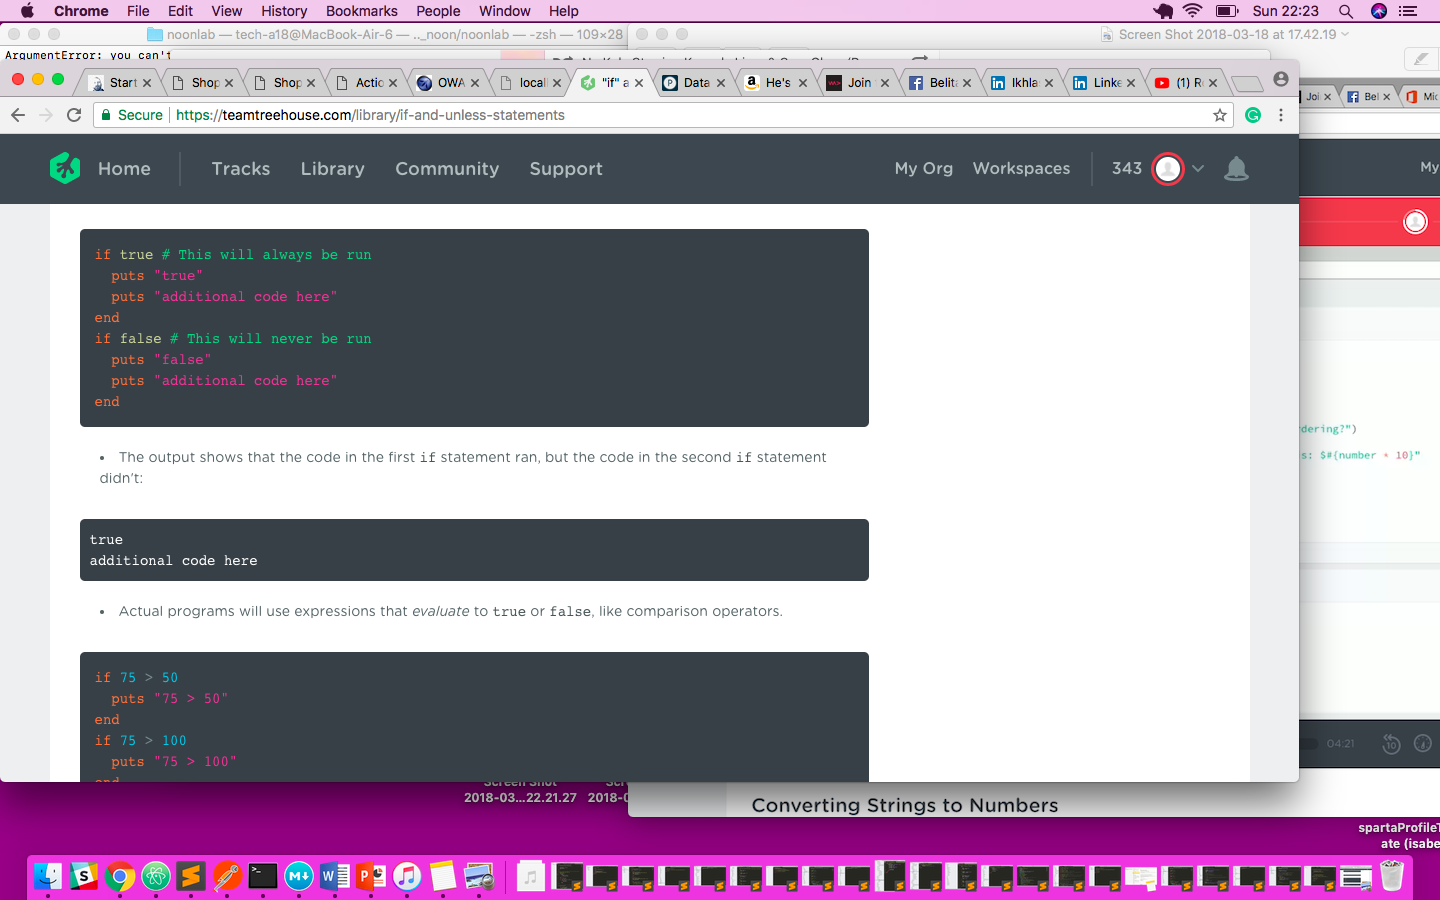 Chrome File Edit View History Bookmarks People Window Help Sun 22:23
noonlab — tech-a18@MacBook-Air-6 — .._noon/noonlab — -zsh — 109×28
Screen Shot 2018-03-18 at 17.42.19
ArgumentError: you can't
Start Shop Shop Actio OWA local "if" a Data He's Join Belit Ikhla Linke (1) R
Joi Bel Mic
Secure https://teamtreehouse.com/library/if-and-unless-statements
Home Tracks Library Community Support My Org Workspaces 343
My
if true # This will always be run
puts "true"
puts "additional code here"
end
if false # This will never be run
puts "false"
puts "additional code here"
end
dering?")
s: $#{number * 10}"
• The output shows that the code in the first if statement ran, but the code in the second if statement
didn't:
true
additional code here
• Actual programs will use expressions that evaluate to true or false, like comparison operators.
if 75 > 50
puts "75 > 50"
end
if 75 > 100
puts "75 > 100"
04:21
10
2018-03...22.21.27 2018-0
Converting Strings to Numbers
spartaProfileT
ate (isabe